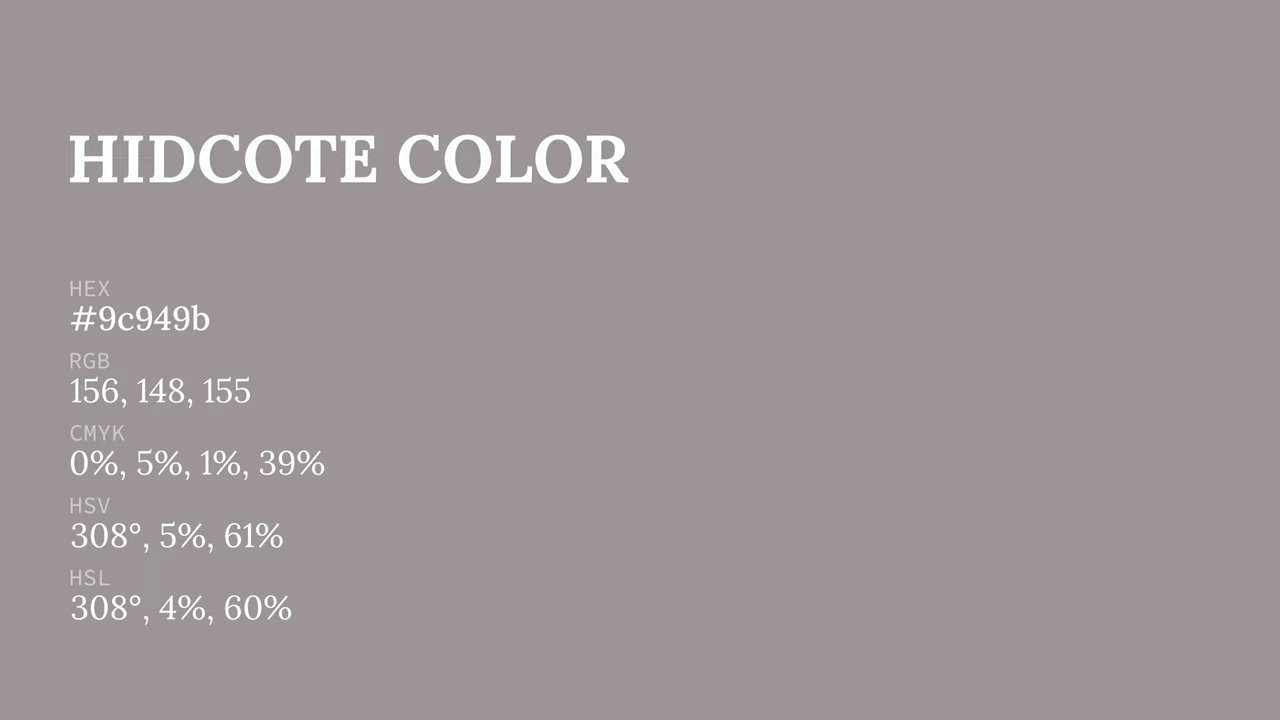 HIDCOTE COLOR
HEX
#9c949b
RGB
156, 148, 155
CMYK
0%, 5%, 1%, 39%
HSV
308°, 5%, 61%
HSL
308°, 4%, 60%